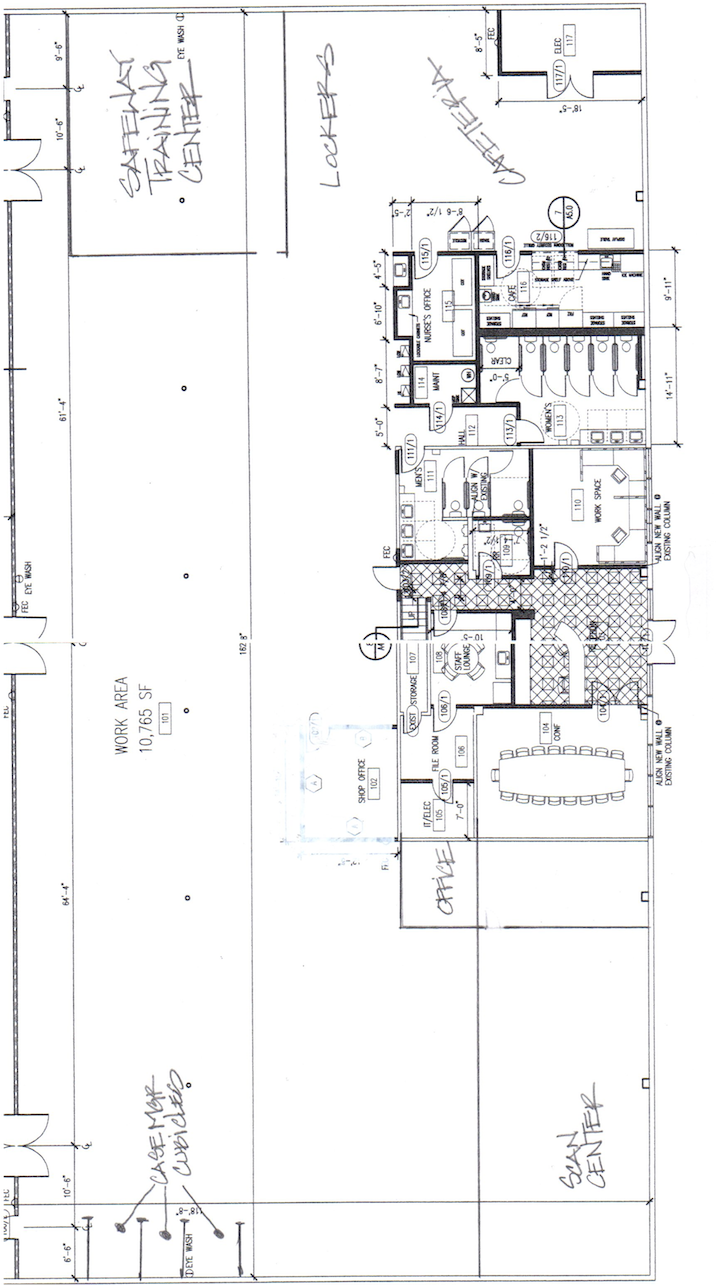 SAFEWAY
TRAINING
CENTER
LOCKERS
CAFETERIA
EYE WASH
FEC
ELEC
117
117/1
8'-5"
18'-5"
9'-6"
10'-6"
7
A5.0
116/2
DISPLAY TABLE
2'-5"
8'-6 1/2"
115/1
116/1
4'-5"
6'-10"
NURSE'S OFFICE
115
CAFE
116
9'-11"
8'-7"
MAINT
114
114/1
CLEAR
5'-0"
WOMEN'S
113
14'-11"
61'-4"
5'-0"
HALL
112
113/1
111/1
MEN'S
111
ALIGN W/
EXISTING
WORK SPACE
110
ALIGN NEW WALL @
EXISTING COLUMN
FEC
EYE WASH
FEC
109
109/1
1'-2 1/2"
110/1
182'8"
WORK AREA
10,765 SF
101
UP
107
STORAGE
EXIST
108
STAFF
LOUNGE
10'-5"
106/1
FILE ROOM
106
104
CONF
104/1
ALIGN NEW WALL @
EXISTING COLUMN
SHOP OFFICE
102
105/1
IT/ELEC
105
7'-0"
OFFICE
64'-4"
CASE MGR
CUBICLES
SCAN
CENTER
118'-8"
10'-6"
FEC
6'-6"
EYE WASH